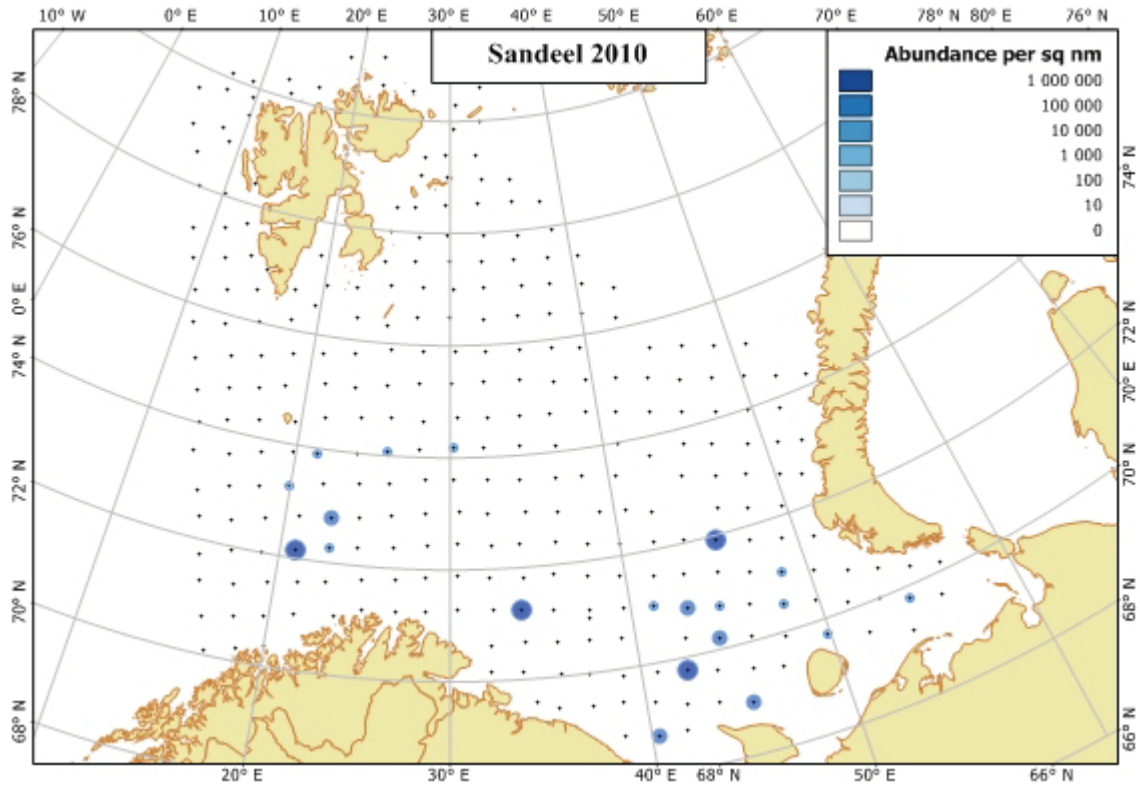 10° W 0° E 10° E 20° E 30° E 40° E 50° E 60° E 70° E 78° N 80° E 76° N
Sandeel 2010
Abundance per sq nm
1 000 000
100 000
10 000
1 000
100
10
0
78° N
76° N
0° E
74° N
72° N
70° N
68° N
74° N
72° N
70° E
70° N
68° N
66° N
20° E 30° E 40° E 68° N 50° E 66° N